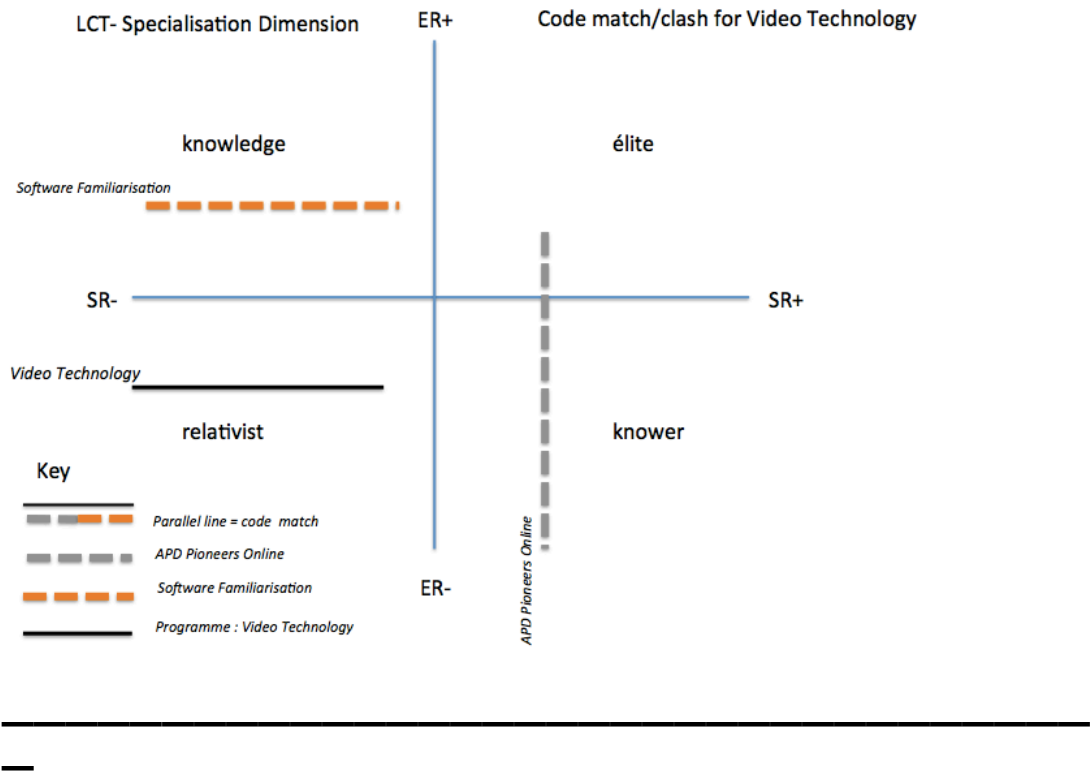 LCT- Specialisation Dimension
ER+
Code match/clash for Video Technology
knowledge
élite
Software Familiarisation
SR-
SR+
Video Technology
relativist
knower
Key
Parallel line = code match
APD Pioneers Online
Software Familiarisation
Programme : Video Technology
ER-
APD Pioneers Online